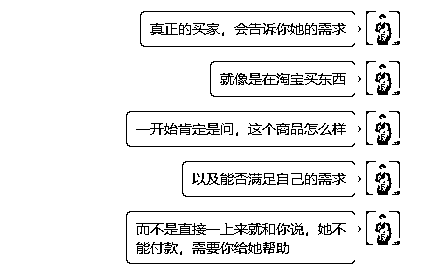 真正的买家，会告诉你她的需求
就像是在淘宝买东西
一开始肯定是问，这个商品怎么样
以及能否满足自己的需求
而不是直接一上来就和你说，她不
能付款，需要你给她帮助